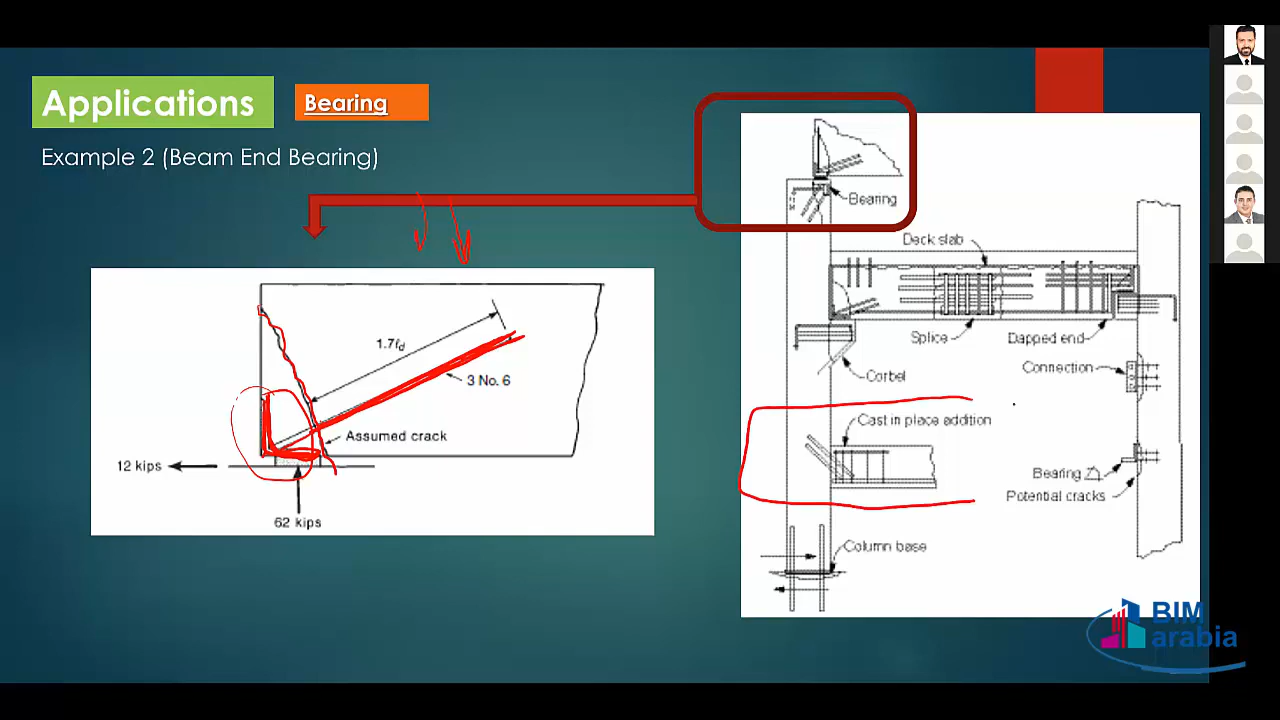 Applications
Bearing
Example 2 (Beam End Bearing)
1.7ℓd
3 No. 6
Assumed crack
12 kips
62 kips
Bearing
Deck slab
Splice
Dapped end
Corbel
Connection
Cast in place addition
Bearing
Potential cracks
Column base
BIM
arabia